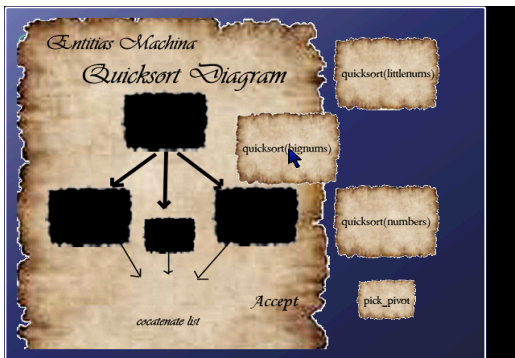 Entitias Machina
Quicksort Diagram
quicksort(littlenums)
quicksort(bignums)
quicksort(numbers)
pick_pivot
Accept
cocatenate list